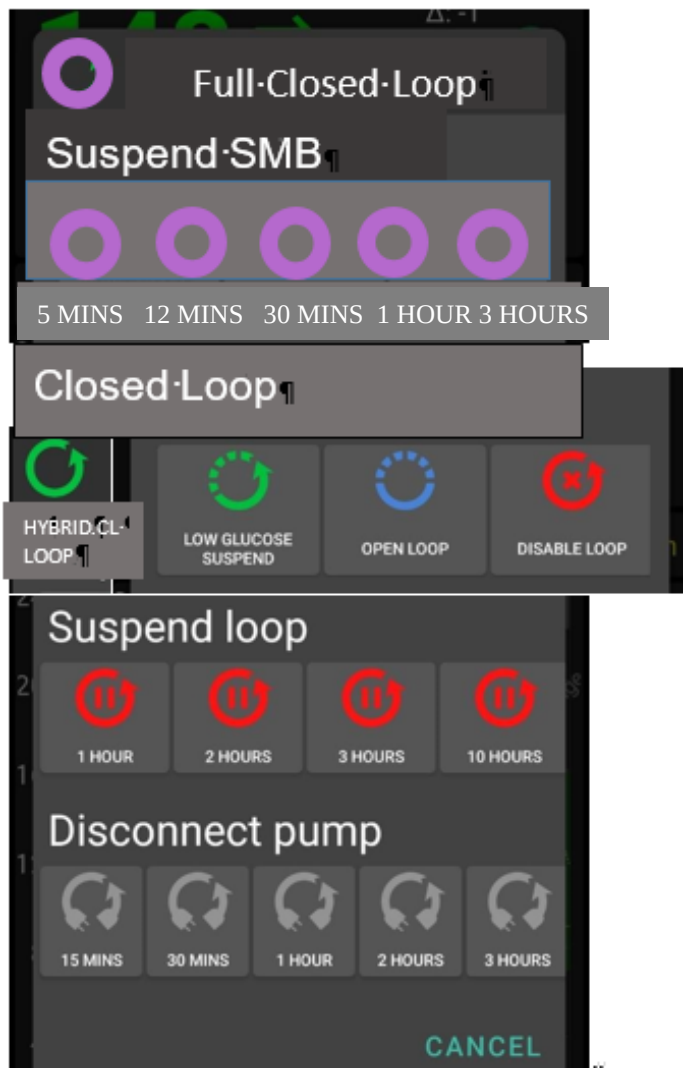 Δ: -1
Full·Closed·Loop¶
Suspend·SMB¶
5 MINS 12 MINS 30 MINS 1 HOUR 3 HOURS
Closed·Loop¶
HYBRID.CL-
LOOP¶
LOW GLUCOSE
SUSPEND
OPEN LOOP
DISABLE LOOP
Suspend loop
1 HOUR 2 HOURS 3 HOURS 10 HOURS
Disconnect pump
15 MINS 30 MINS 1 HOUR 2 HOURS 3 HOURS
CANCEL